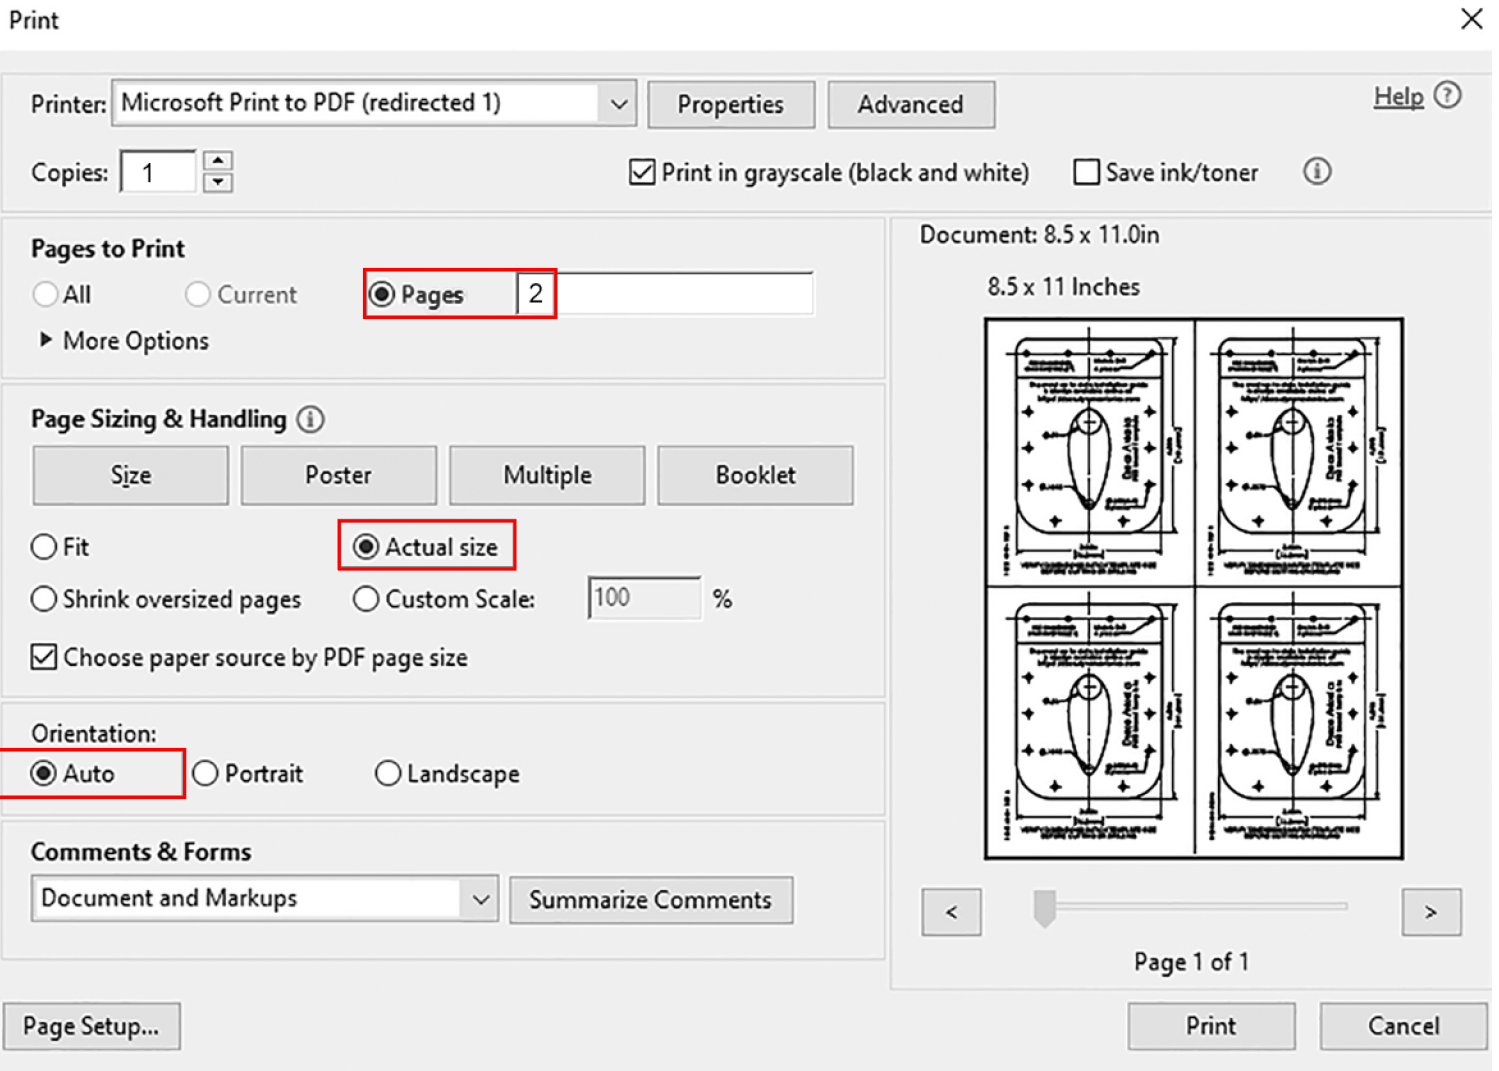 Print
Printer: Microsoft Print to PDF (redirected 1) Properties Advanced Help ?
Copies: 1 Print in grayscale (black and white) Save ink/toner
Pages to Print
All Current Pages 2
More Options
Page Sizing & Handling
Size Poster Multiple Booklet
Fit Actual size
Shrink oversized pages Custom Scale: 100 %
Choose paper source by PDF page size
Orientation:
Auto Portrait Landscape
Comments & Forms
Document and Markups Summarize Comments
Page Setup...
Document: 8.5 x 11.0in
8.5 x 11 Inches
< >
Page 1 of 1
Print Cancel